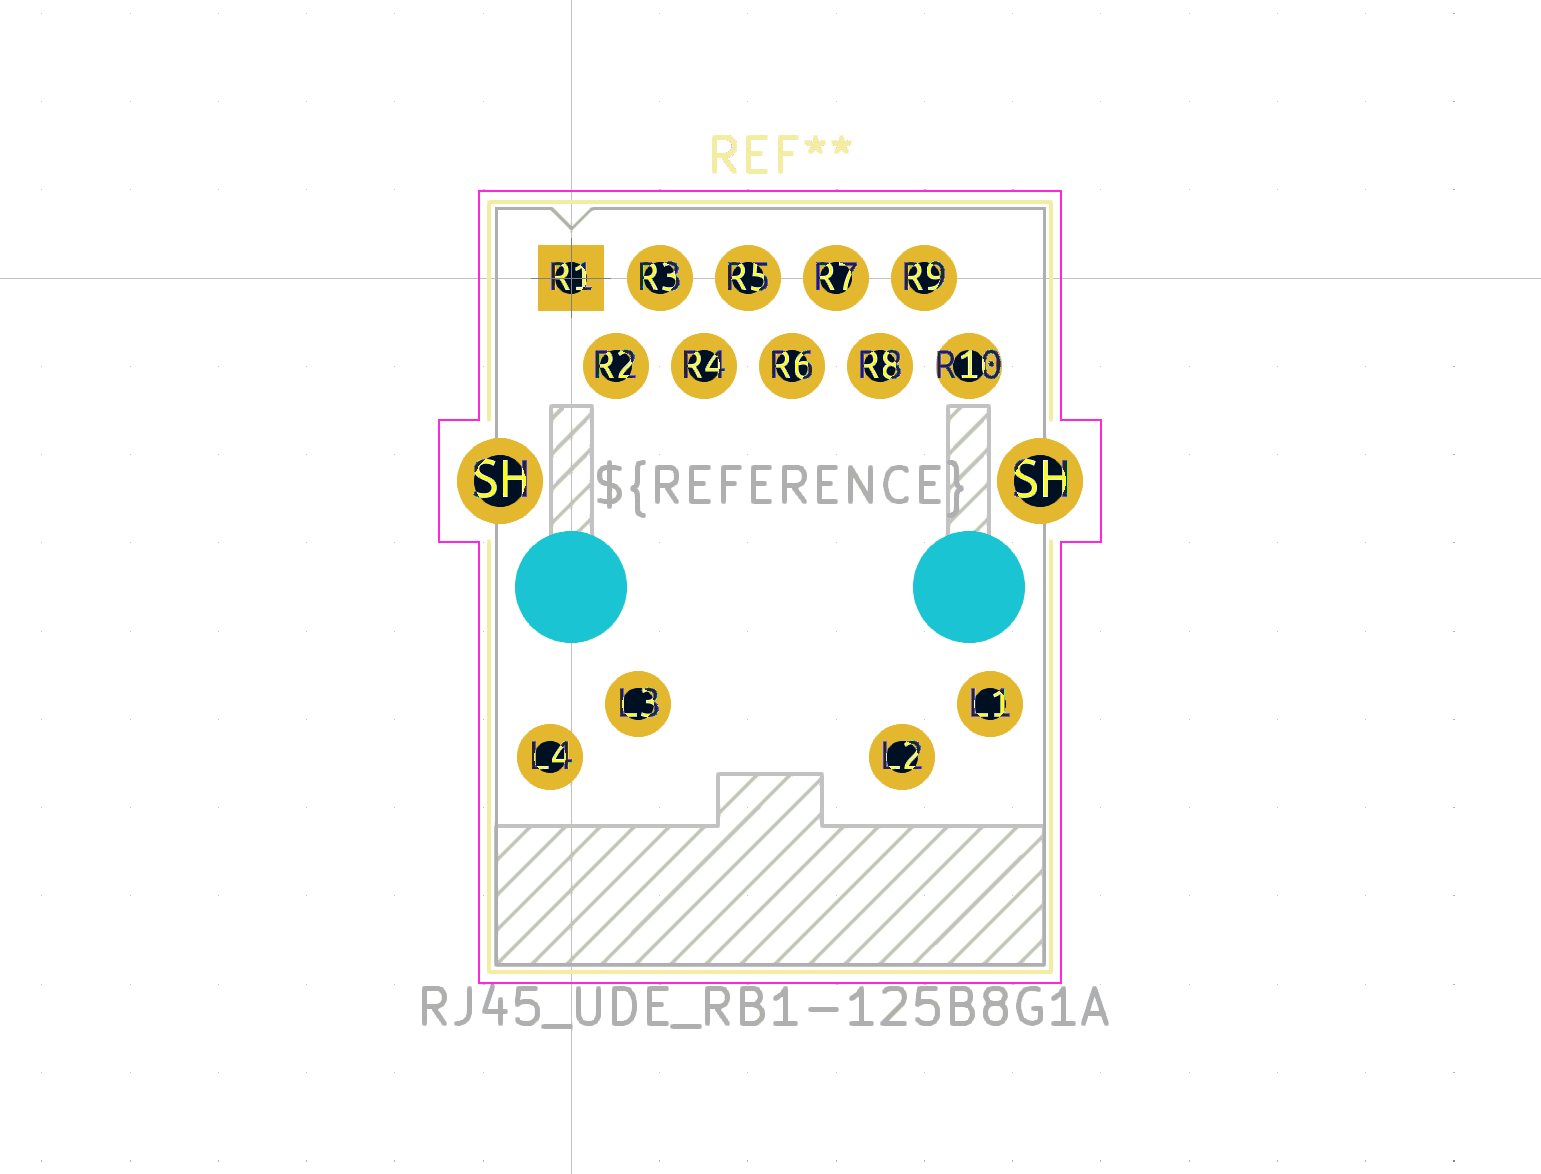 REF**
R1 R3 R5 R7 R9
R2 R4 R6 R8 R10
SH ${REFERENCE} SH
L3 L1
L4 L2
RJ45_UDE_RB1-125B8G1A